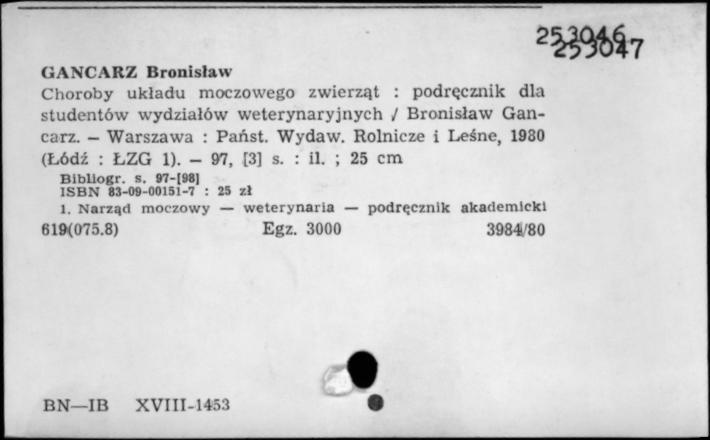 253046
253047
GANCARZ Bronisław
Choroby układu moczowego zwierząt : podręcznik dla
studentów wydziałów weterynaryjnych / Bronisław Gan-
carz. — Warszawa : Państ. Wydaw. Rolnicze i Leśne, 1980
(Łódź : ŁZG 1). — 97, [3] s. : il. ; 25 cm
Bibliogr. s. 97-[98]
ISBN 83-09-00151-7 : 25 zł
1. Narząd moczowy — weterynaria — podręcznik akademicki
619(075.8) Egz. 3000 3984/80
BN—IB XVIII-1453